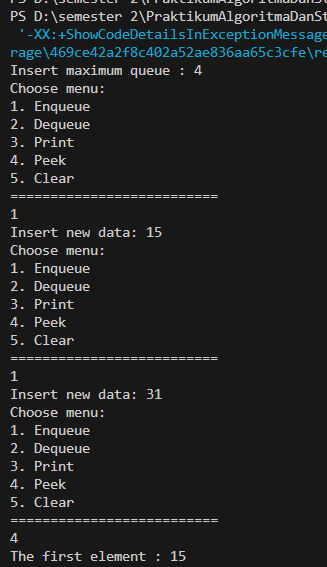 PS D:\semester 2\PraktikumAlgoritmaDanSt
PS D:\semester 2\PraktikumAlgoritmaDanSt
'-XX:+ShowCodeDetailsInExceptionMessage
rage\469ce42a2f8c402a52ae836aa65c3cfe\re
Insert maximum queue : 4
Choose menu:
1. Enqueue
2. Dequeue
3. Print
4. Peek
5. Clear
==========================
1
Insert new data: 15
Choose menu:
1. Enqueue
2. Dequeue
3. Print
4. Peek
5. Clear
==========================
1
Insert new data: 31
Choose menu:
1. Enqueue
2. Dequeue
3. Print
4. Peek
5. Clear
==========================
4
The first element : 15